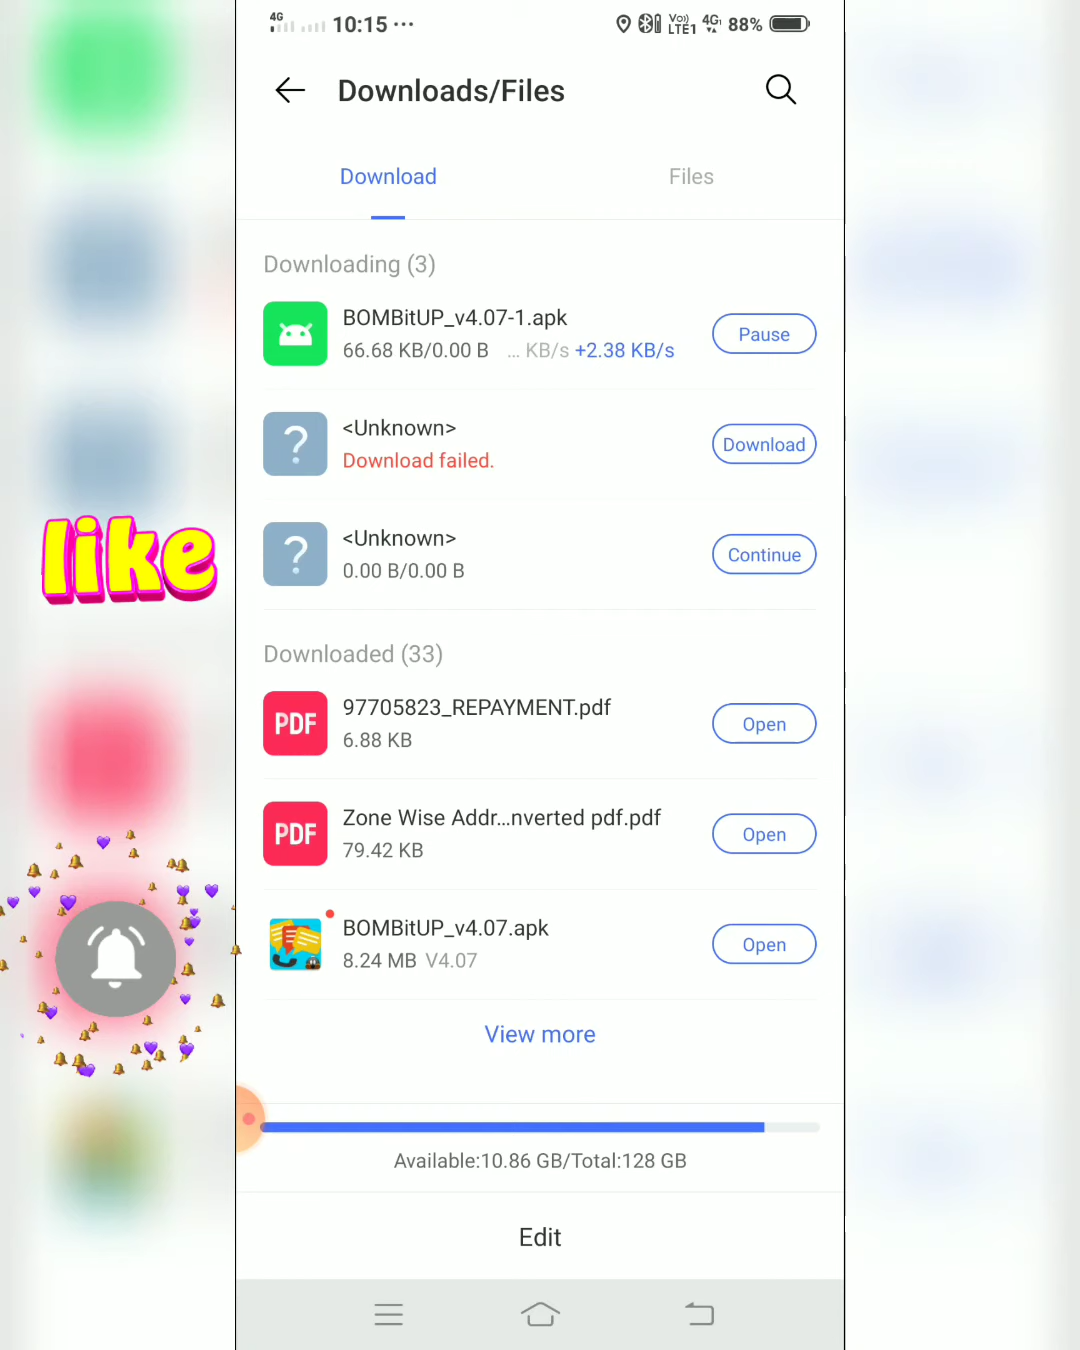 4G 10:15 ... Vo)) LTE1 4G 88%
Downloads/Files
Download Files
Downloading (3)
BOMBitUP_v4.07-1.apk
66.68 KB/0.00 B ... KB/s +2.38 KB/s Pause
<Unknown>
Download failed. Download
<Unknown>
0.00 B/0.00 B Continue
like
Downloaded (33)
PDF 97705823_REPAYMENT.pdf
6.88 KB Open
PDF Zone Wise Addr...nverted pdf.pdf
79.42 KB Open
BOMBitUP_v4.07.apk
8.24 MB V4.07 Open
View more
Available:10.86 GB/Total:128 GB
Edit